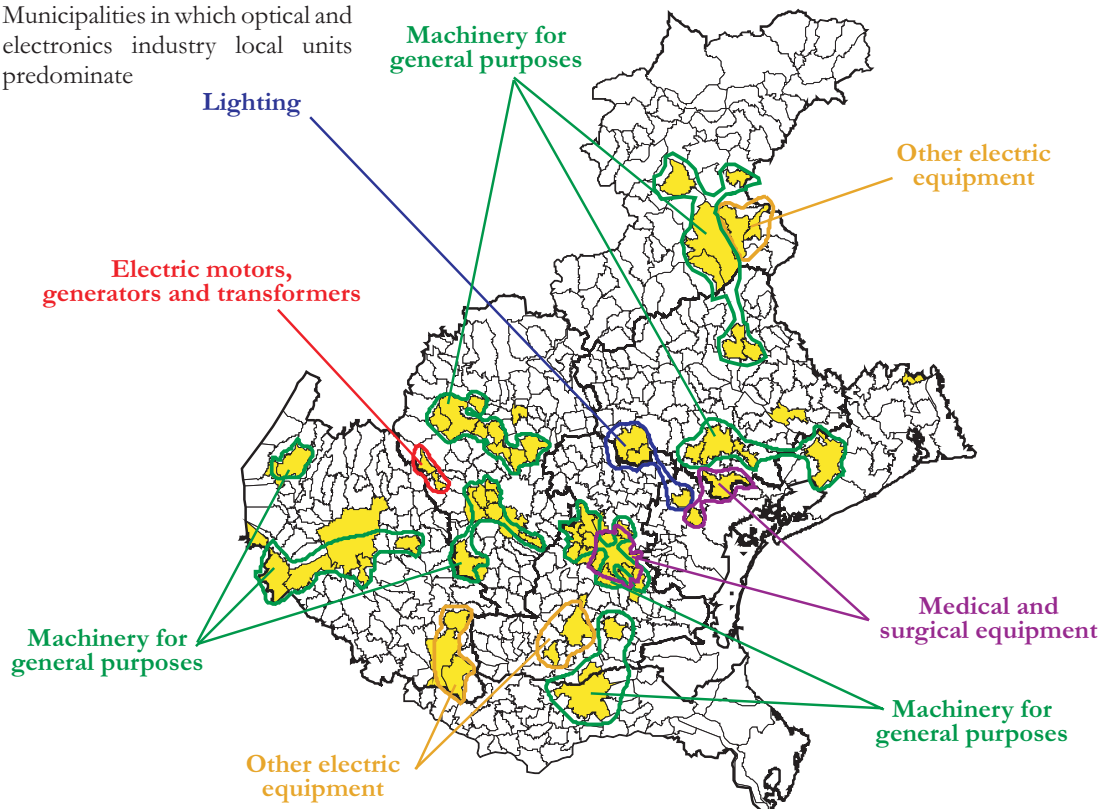 Municipalities in which optical and
electronics industry local units
predominate
Machinery for
general purposes
Lighting
Other electric
equipment
Electric motors,
generators and transformers
Medical and
surgical equipment
Machinery for
general purposes
Machinery for
general purposes
Other electric
equipment